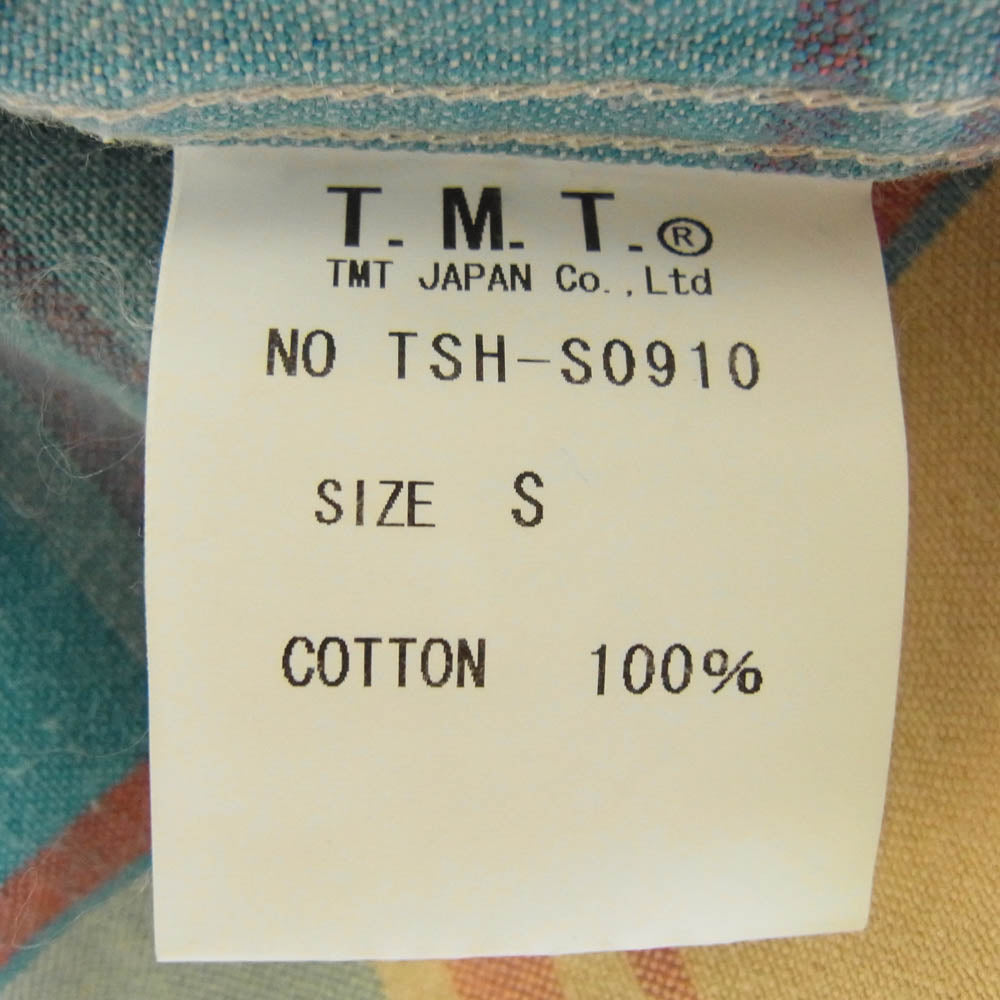 T. M. T.®
TMT JAPAN Co.,Ltd
NO TSH-S0910
SIZE S
COTTON 100%